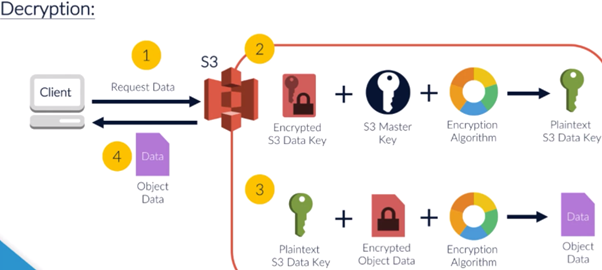 Decryption:
1
2
S3
Client
Request Data
Encrypted
S3 Data Key
S3 Master
Key
Encryption
Algorithm
Plaintext
S3 Data Key
4
Data
Object
Data
3
Plaintext
S3 Data Key
Encrypted
Object Data
Encryption
Algorithm
Data
Object
Data